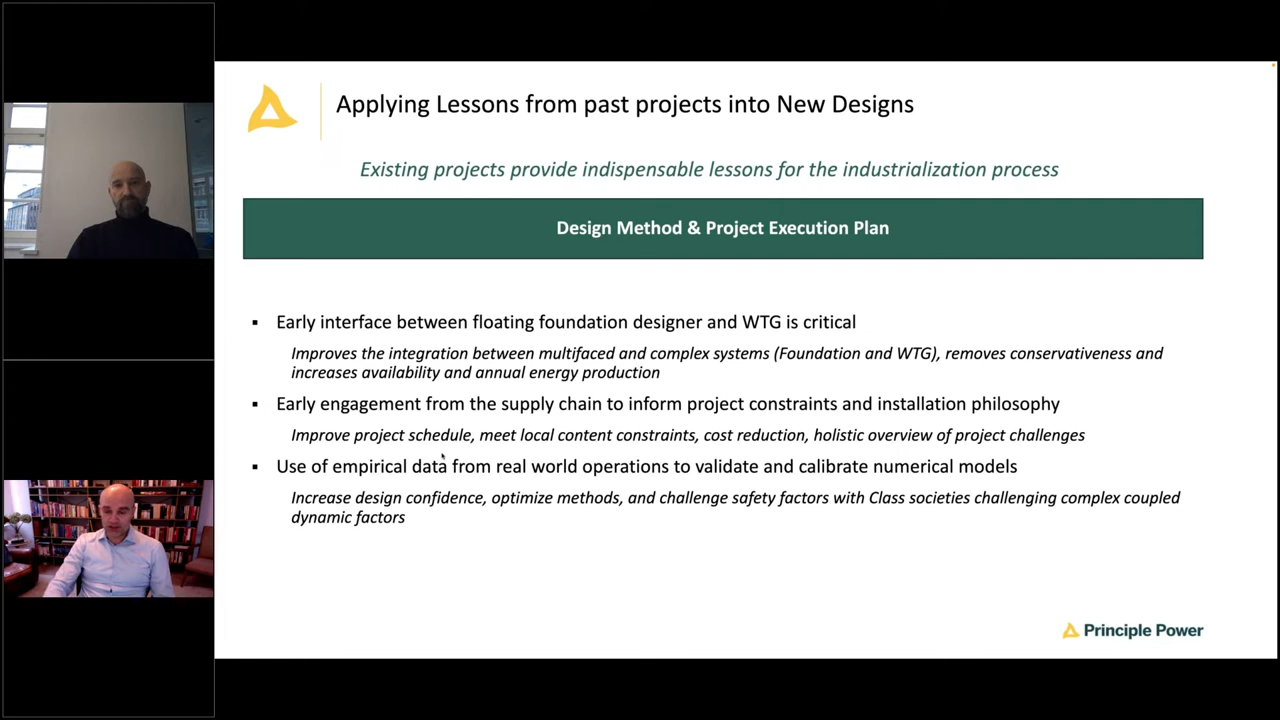 Applying Lessons from past projects into New Designs
Existing projects provide indispensable lessons for the industrialization process
Design Method & Project Execution Plan
▪ Early interface between floating foundation designer and WTG is critical
Improves the integration between multifaced and complex systems (Foundation and WTG), removes conservativeness and
increases availability and annual energy production
▪ Early engagement from the supply chain to inform project constraints and installation philosophy
Improve project schedule, meet local content constraints, cost reduction, holistic overview of project challenges
▪ Use of empirical data from real world operations to validate and calibrate numerical models
Increase design confidence, optimize methods, and challenge safety factors with Class societies challenging complex coupled
dynamic factors
Principle Power